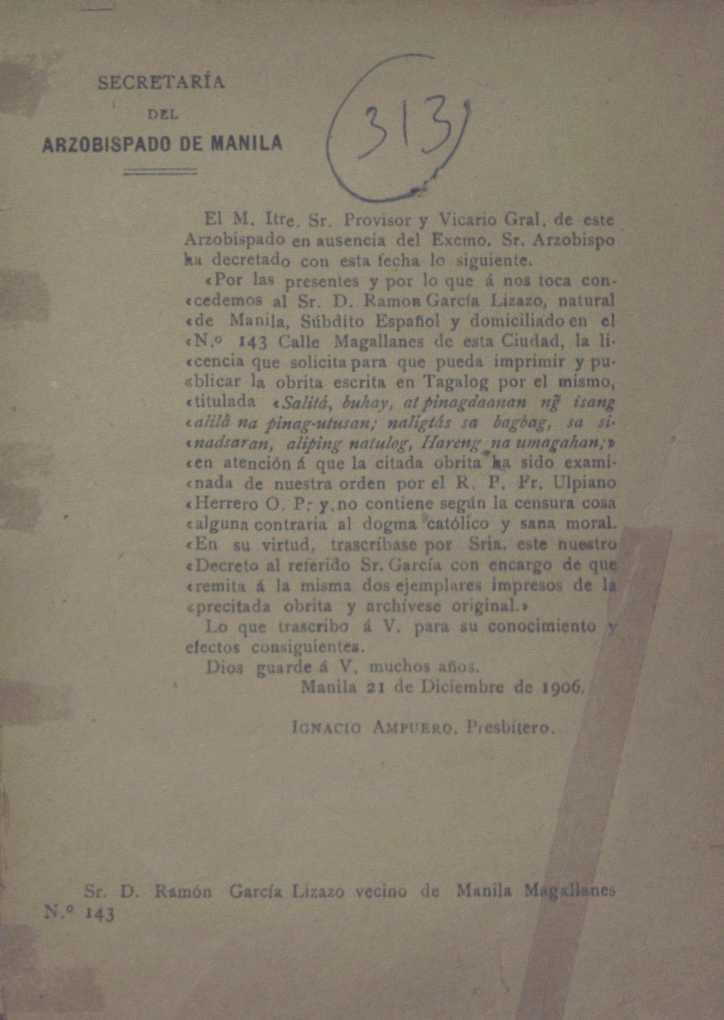 SECRETARÍA
DEL
ARZOBISPADO DE MANILA
313
El M. Itre. Sr. Provisor y Vicario Gral. de este
Arzobispado en ausencia del Excmo. Sr. Arzobispo
ha decretado con esta fecha lo siguiente.
«Por las presentes y por lo que á nos toca con-
«cedemos al Sr. D. Ramon García Lizazo, natural
«de Manila, Súbdito Español y domiciliado en el
«N.º 143 Calle Magallanes de esta Ciudad, la li-
«cencia que solicita para que pueda imprimir y pu-
«blicar la obrita escrita en Tagalog por el mismo,
«titulada «Salitá, buhay, at pinagdaanan ng̃ isang
«alilâ na pinag-utusan; naligtás sa bagbag, sa si-
«nadsaran, aliping natulog, Hareng na umagahan,»
«en atención á que la citada obrita ha sido exami-
«nada de nuestra orden por el R. P. Fr. Ulpiano
«Herrero O. P: y no contiene según la censura cosa
«alguna contraria al dogma católico y sana moral.
«En su virtud, trascríbase por Sria. este nuestro
«Decreto al referido Sr. García con encargo de que
«remita á la misma dos ejemplares impresos de la
«precitada obrita y archívese original.»
Lo que trascribo á V. para su conocimiento y
efectos consiguientes.
Dios guarde á V. muchos años.
Manila 21 de Diciembre de 1906.
IGNACIO AMPUERO. Presbítero.
Sr. D. Ramón García Lizazo vecino de Manila Magallanes
N.º 143